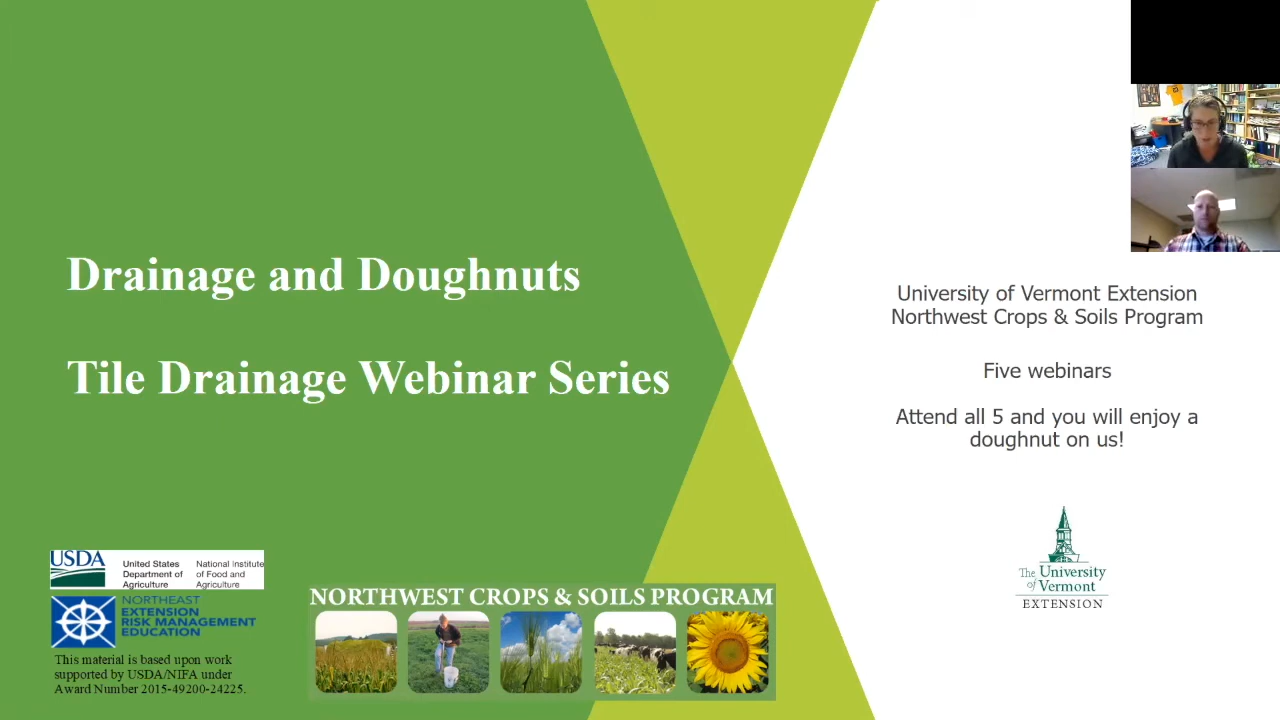 Drainage and Doughnuts
Tile Drainage Webinar Series
University of Vermont Extension
Northwest Crops & Soils Program
Five webinars
Attend all 5 and you will enjoy a
doughnut on us!
USDA
United States
Department of
Agriculture
National Institute
of Food and
Agriculture
NORTHEAST
EXTENSION
RISK MANAGEMENT
EDUCATION
This material is based upon work
supported by USDA/NIFA under
Award Number 2015-49200-24225.
NORTHWEST CROPS & SOILS PROGRAM
The University
of Vermont
EXTENSION